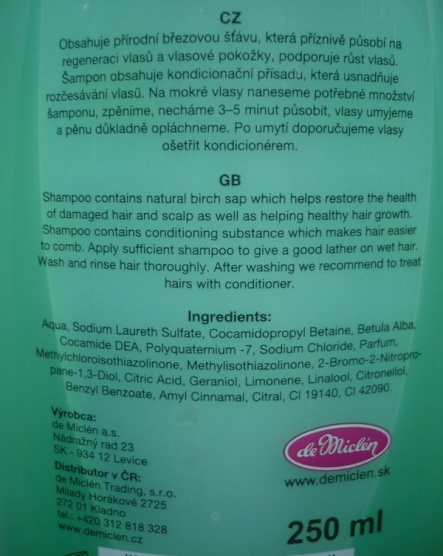 CZ
Obsahuje přírodní březovou šťávu, která příznivě působí na
regeneraci vlasů a vlasové pokožky, podporuje růst vlasů.
Šampon obsahuje kondicionační přísadu, která usnadňuje
rozčesávání vlasů. Na mokré vlasy naneseme potřebné množství
šamponu, zpěníme, necháme 3–5 minut působit, vlasy umyjeme
a pěnu důkladně opláchneme. Po umytí doporučujeme vlasy
ošetřit kondicionérem.
GB
Shampoo contains natural birch sap which helps restore the health
of damaged hair and scalp as well as helping healthy hair growth.
Shampoo contains conditioning substance which makes hair easier
to comb. Apply sufficient shampoo to give a good lather on wet hair.
Wash and rinse hair thoroughly. After washing we recommend to treat
hairs with conditioner.
Ingredients:
Aqua, Sodium Laureth Sulfate, Cocamidopropyl Betaine, Betula Alba,
Cocamide DEA, Polyquaternium -7, Sodium Chloride, Parfum,
Methylchloroisothiazolinone, Methylisothiazolinone, 2-Bromo-2-Nitropro-
pane-1,3-Diol, Citric Acid, Geraniol, Limonene, Linalool, Citronellol,
Benzyl Benzoate, Amyl Cinnamal, Citral, CI 19140, CI 42090.
Výrobca:
de Miclén a.s.
Nádražný rad 23
SK - 934 12 Levice
Distributor v ČR:
de Miclén Trading, s.r.o.
Milady Horákové 2725
272 01 Kladno
tel.: +420 312 818 328
www.demiclen.cz
de Miclén
www.demiclen.sk
250 ml